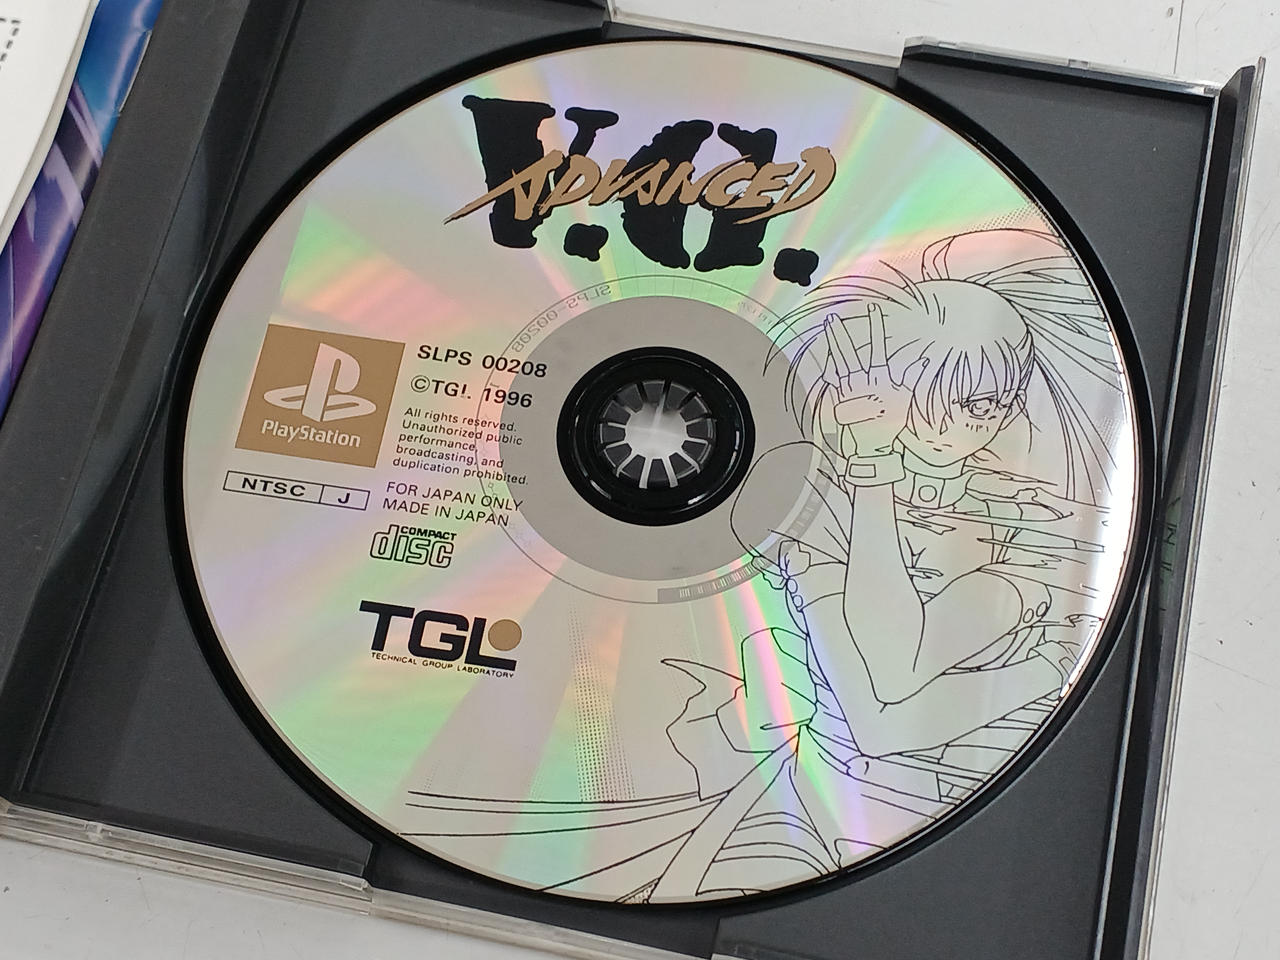 V.G.
ADVANCED
SLPS-00208
PlayStation
SLPS 00208
©TGL 1996
All rights reserved.
Unauthorized public
performance,
broadcasting, and
duplication prohibited.
NTSC J
FOR JAPAN ONLY
MADE IN JAPAN
COMPACT
disc
TGL
TECHNICAL GROUP LABORATORY